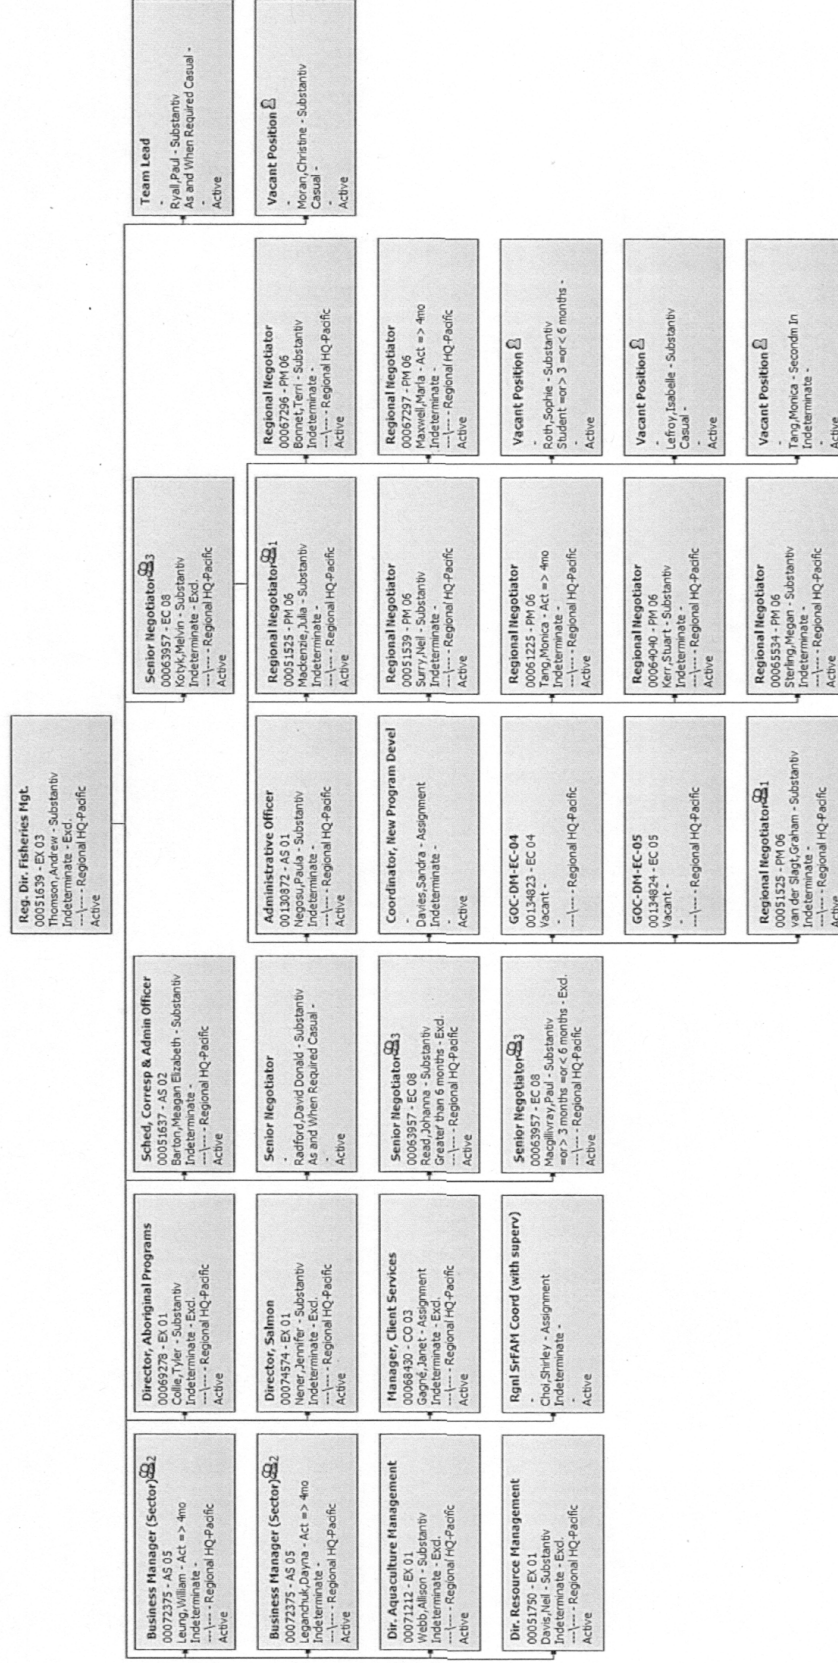 Reg. Dir. Fisheries Mgt.
00051639 - EX 03
Thomson,Andrew - Substantiv
Indeterminate - Excl.
---\--- - Regional HQ-Pacific
Active
Business Manager (Sector) 2
00072375 - AS 05
Leung,William - Act => 4mo
Indeterminate -
---\--- - Regional HQ-Pacific
Active
Business Manager (Sector) 2
00072375 - AS 05
Leganchuk,Dayna - Act => 4mo
Indeterminate -
---\--- - Regional HQ-Pacific
Active
Dir. Aquaculture Management
00071212 - EX 01
Webb,Allison - Substantiv
Indeterminate - Excl.
---\--- - Regional HQ-Pacific
Active
Dir. Resource Management
00051750 - EX 01
Davis,Neil - Substantiv
Indeterminate - Excl.
---\--- - Regional HQ-Pacific
Active
Director, Aboriginal Programs
00069278 - EX 01
Collie,Tyler - Substantiv
Indeterminate - Excl.
---\--- - Regional HQ-Pacific
Active
Director, Salmon
00074574 - EX 01
Nener,Jennifer - Substantiv
Indeterminate - Excl.
---\--- - Regional HQ-Pacific
Active
Manager, Client Services
00068430 - CO 03
Gagné,Janet - Assignment
Indeterminate - Excl.
---\--- - Regional HQ-Pacific
Active
Rgnl SrFAM Coord (with superv)
-
Choi,Shirley - Assignment
Indeterminate -
-
Active
Sched, Corresp & Admin Officer
00051637 - AS 02
Barton,Meagan Elizabeth - Substantiv
Indeterminate -
---\--- - Regional HQ-Pacific
Active
Senior Negotiator
-
Radford,David Donald - Substantiv
As and When Required Casual -
-
Active
Senior Negotiator 3
00063957 - EC 08
Read,Johanna - Substantiv
Greater than 6 months - Excl.
---\--- - Regional HQ-Pacific
Active
Senior Negotiator 3
00063957 - EC 08
Macgillivray,Paul - Substantiv
=or> 3 months =or< 6 months - Excl.
---\--- - Regional HQ-Pacific
Active
Senior Negotiator 3
00063957 - EC 08
Kotyk,Melvin - Substantiv
Indeterminate - Excl.
---\--- - Regional HQ-Pacific
Active
Administrative Officer
00130872 - AS 01
Negosu,Paula - Substantiv
Indeterminate -
---\--- - Regional HQ-Pacific
Active
Coordinator, New Program Devel
-
Davies,Sandra - Assignment
Indeterminate -
-
Active
GOC-DM-EC-04
00134823 - EC 04
Vacant -
-
---\--- - Regional HQ-Pacific
GOC-DM-EC-05
00134824 - EC 05
Vacant -
-
---\--- - Regional HQ-Pacific
Regional Negotiator 1
00051525 - PM 06
van der Slagt,Graham - Substantiv
Indeterminate -
---\--- - Regional HQ-Pacific
Active
Regional Negotiator 1
00051525 - PM 06
Mackenzie,Julia - Substantiv
Indeterminate -
---\--- - Regional HQ-Pacific
Active
Regional Negotiator
00051539 - PM 06
Surry,Neil - Substantiv
Indeterminate -
---\--- - Regional HQ-Pacific
Active
Regional Negotiator
00061225 - PM 06
Tang,Monica - Act => 4mo
Indeterminate -
---\--- - Regional HQ-Pacific
Active
Regional Negotiator
00064040 - PM 06
Kerr,Stuart - Substantiv
Indeterminate -
---\--- - Regional HQ-Pacific
Active
Regional Negotiator
00065534 - PM 06
Sterling,Megan - Substantiv
Indeterminate -
---\--- - Regional HQ-Pacific
Active
Regional Negotiator
00067296 - PM 06
Bonnet,Terri - Substantiv
Indeterminate -
---\--- - Regional HQ-Pacific
Active
Regional Negotiator
00067297 - PM 06
Maxwell,Marla - Act => 4mo
Indeterminate -
---\--- - Regional HQ-Pacific
Active
Vacant Position
-
Roth,Sophie - Substantiv
Student =or> 3 =or< 6 months -
-
Active
Vacant Position
-
Lefroy,Isabelle - Substantiv
Casual -
-
Active
Vacant Position
-
Tang,Monica - Secondm In
Indeterminate -
-
Active
Team Lead
-
Ryall,Paul - Substantiv
As and When Required Casual -
-
Active
Vacant Position
-
Moran,Christine - Substantiv
Casual -
-
Active